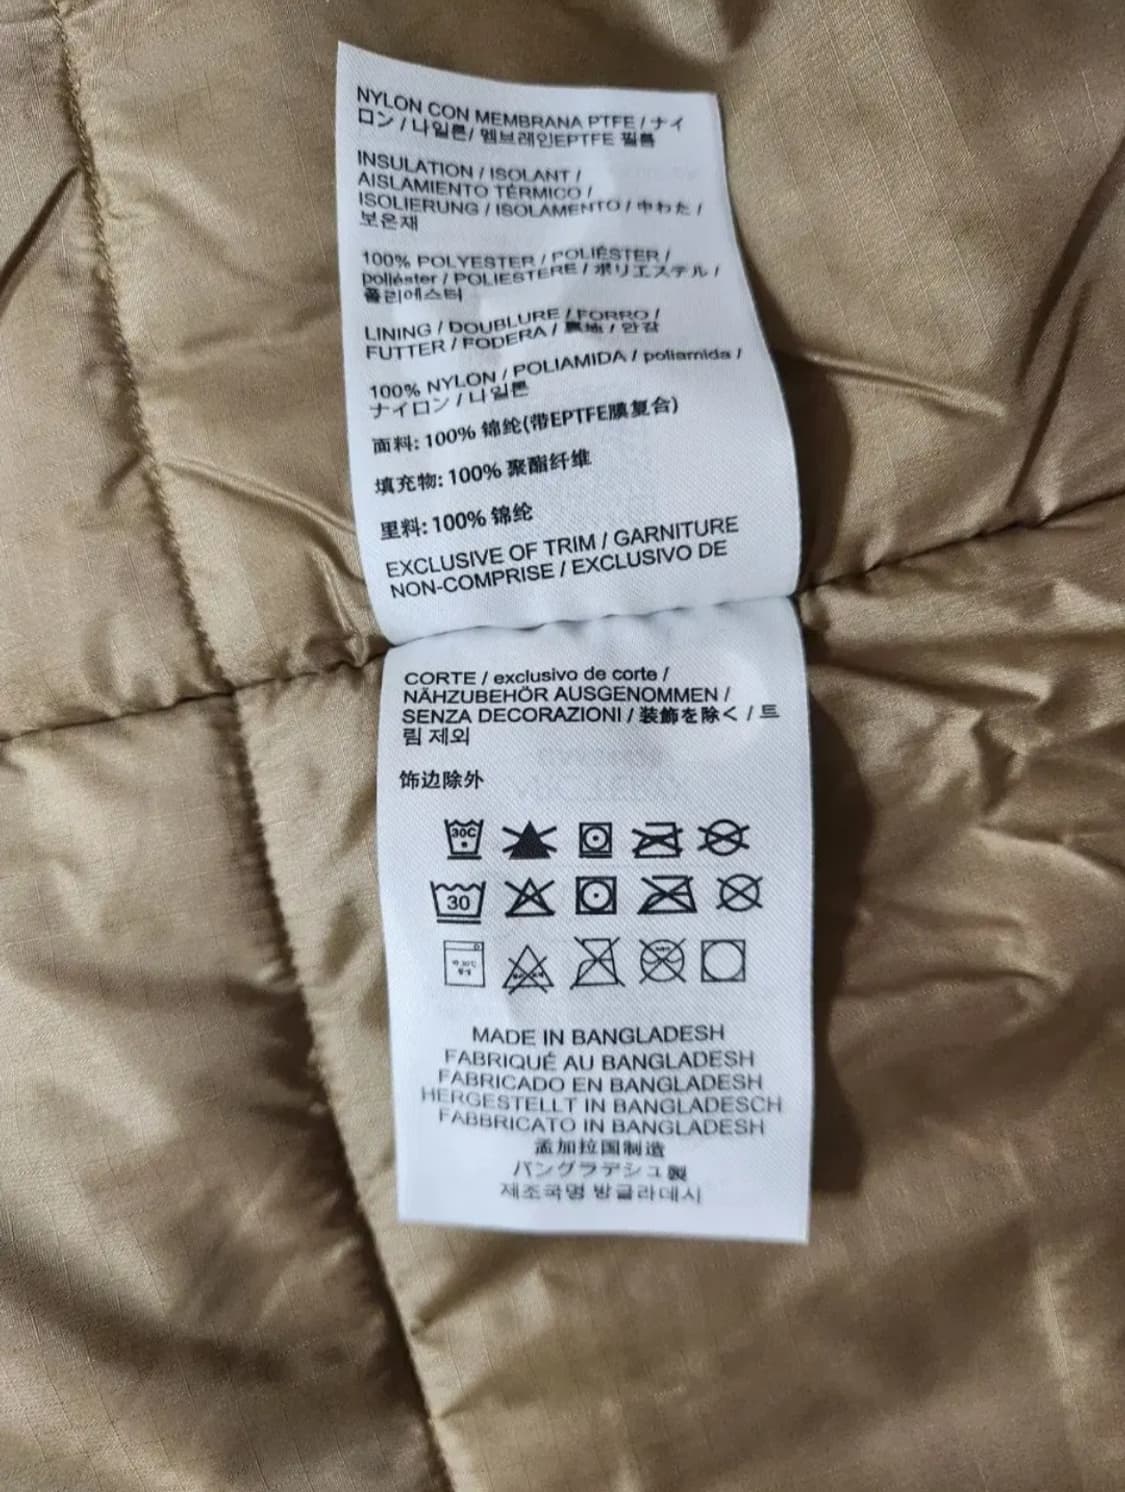 NYLON CON MEMBRANA PTFE / ナイ
ロン / 나일론/ 멤브레인EPTFE 필름
INSULATION / ISOLANT /
AISLAMIENTO TÉRMICO /
ISOLIERUNG / ISOLAMENTO / 中わた /
보온재
100% POLYESTER / POLIÉSTER /
poliéster / POLIESTERE / ポリエステル /
폴리에스터
LINING / DOUBLURE / FORRO /
FUTTER / FODERA / 裏地 / 안감
100% NYLON / POLIAMIDA / poliamida /
ナイロン / 나일론
面料: 100% 锦纶(带EPTFE膜复合)
填充物: 100% 聚酯纤维
里料: 100% 锦纶
EXCLUSIVE OF TRIM / GARNITURE
NON-COMPRISE / EXCLUSIVO DE
CORTE / exclusivo de corte /
NÄHZUBEHÖR AUSGENOMMEN /
SENZA DECORAZIONI / 装飾を除く / 트
림 제외
饰边除外
30C
30
MADE IN BANGLADESH
FABRIQUÉ AU BANGLADESH
FABRICADO EN BANGLADESH
HERGESTELLT IN BANGLADESCH
FABBRICATO IN BANGLADESH
孟加拉国制造
バングラデシュ製
제조국명 방글라데시